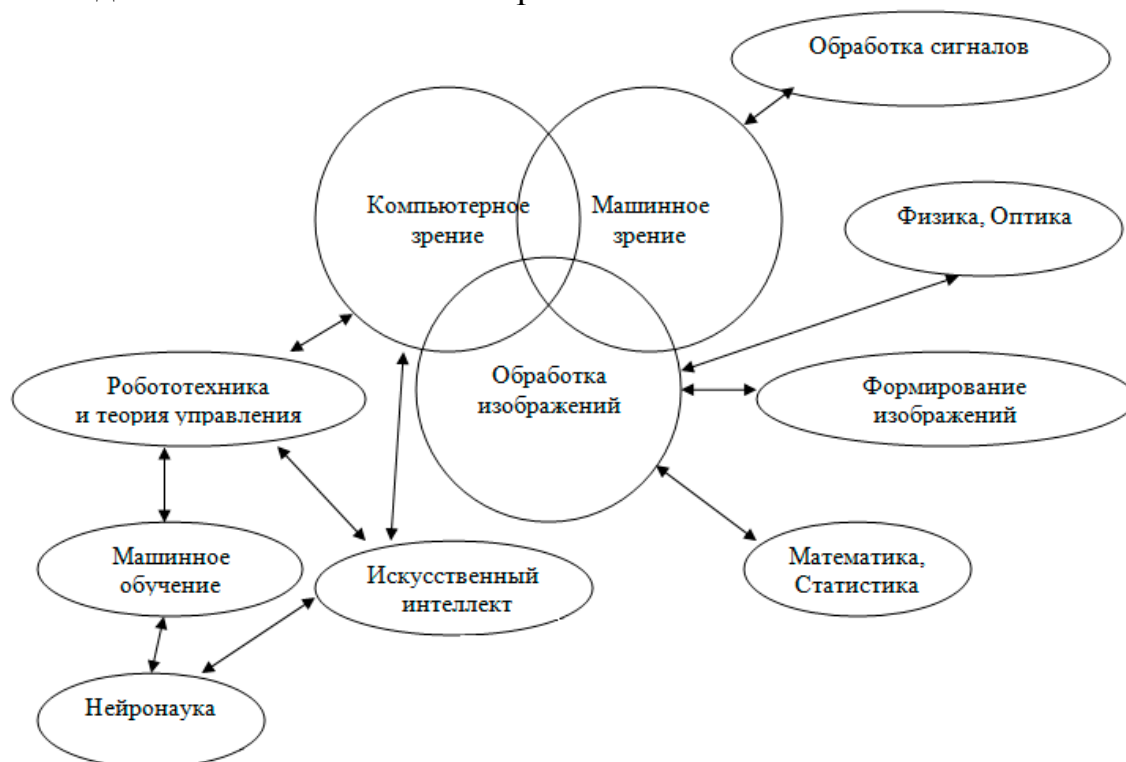 Обработка сигналов
Компьютерное
зрение
Машинное
зрение
Физика, Оптика
Робототехника
и теория управления
Обработка
изображений
Формирование
изображений
Машинное
обучение
Искусственный
интеллект
Математика,
Статистика
Нейронаука